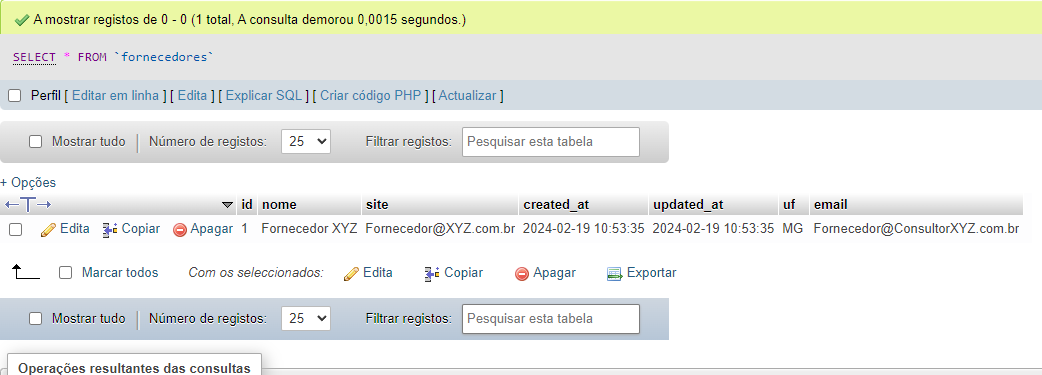 A mostrar registos de 0 - 0 (1 total, A consulta demorou 0,0015 segundos.)
SELECT * FROM `fornecedores`
Perfil [ Editar em linha ] [ Edita ] [ Explicar SQL ] [ Criar código PHP ] [ Actualizar ]
Mostrar tudo Número de registos: 25 Filtrar registos: Pesquisar esta tabela
+ Opções
←T→ id nome site created_at updated_at uf email
Edita Copiar Apagar 1 Fornecedor XYZ Fornecedor@XYZ.com.br 2024-02-19 10:53:35 2024-02-19 10:53:35 MG Fornecedor@ConsultorXYZ.com.br
Marcar todos Com os seleccionados: Edita Copiar Apagar Exportar
Mostrar tudo Número de registos: 25 Filtrar registos: Pesquisar esta tabela
Operações resultantes das consultas